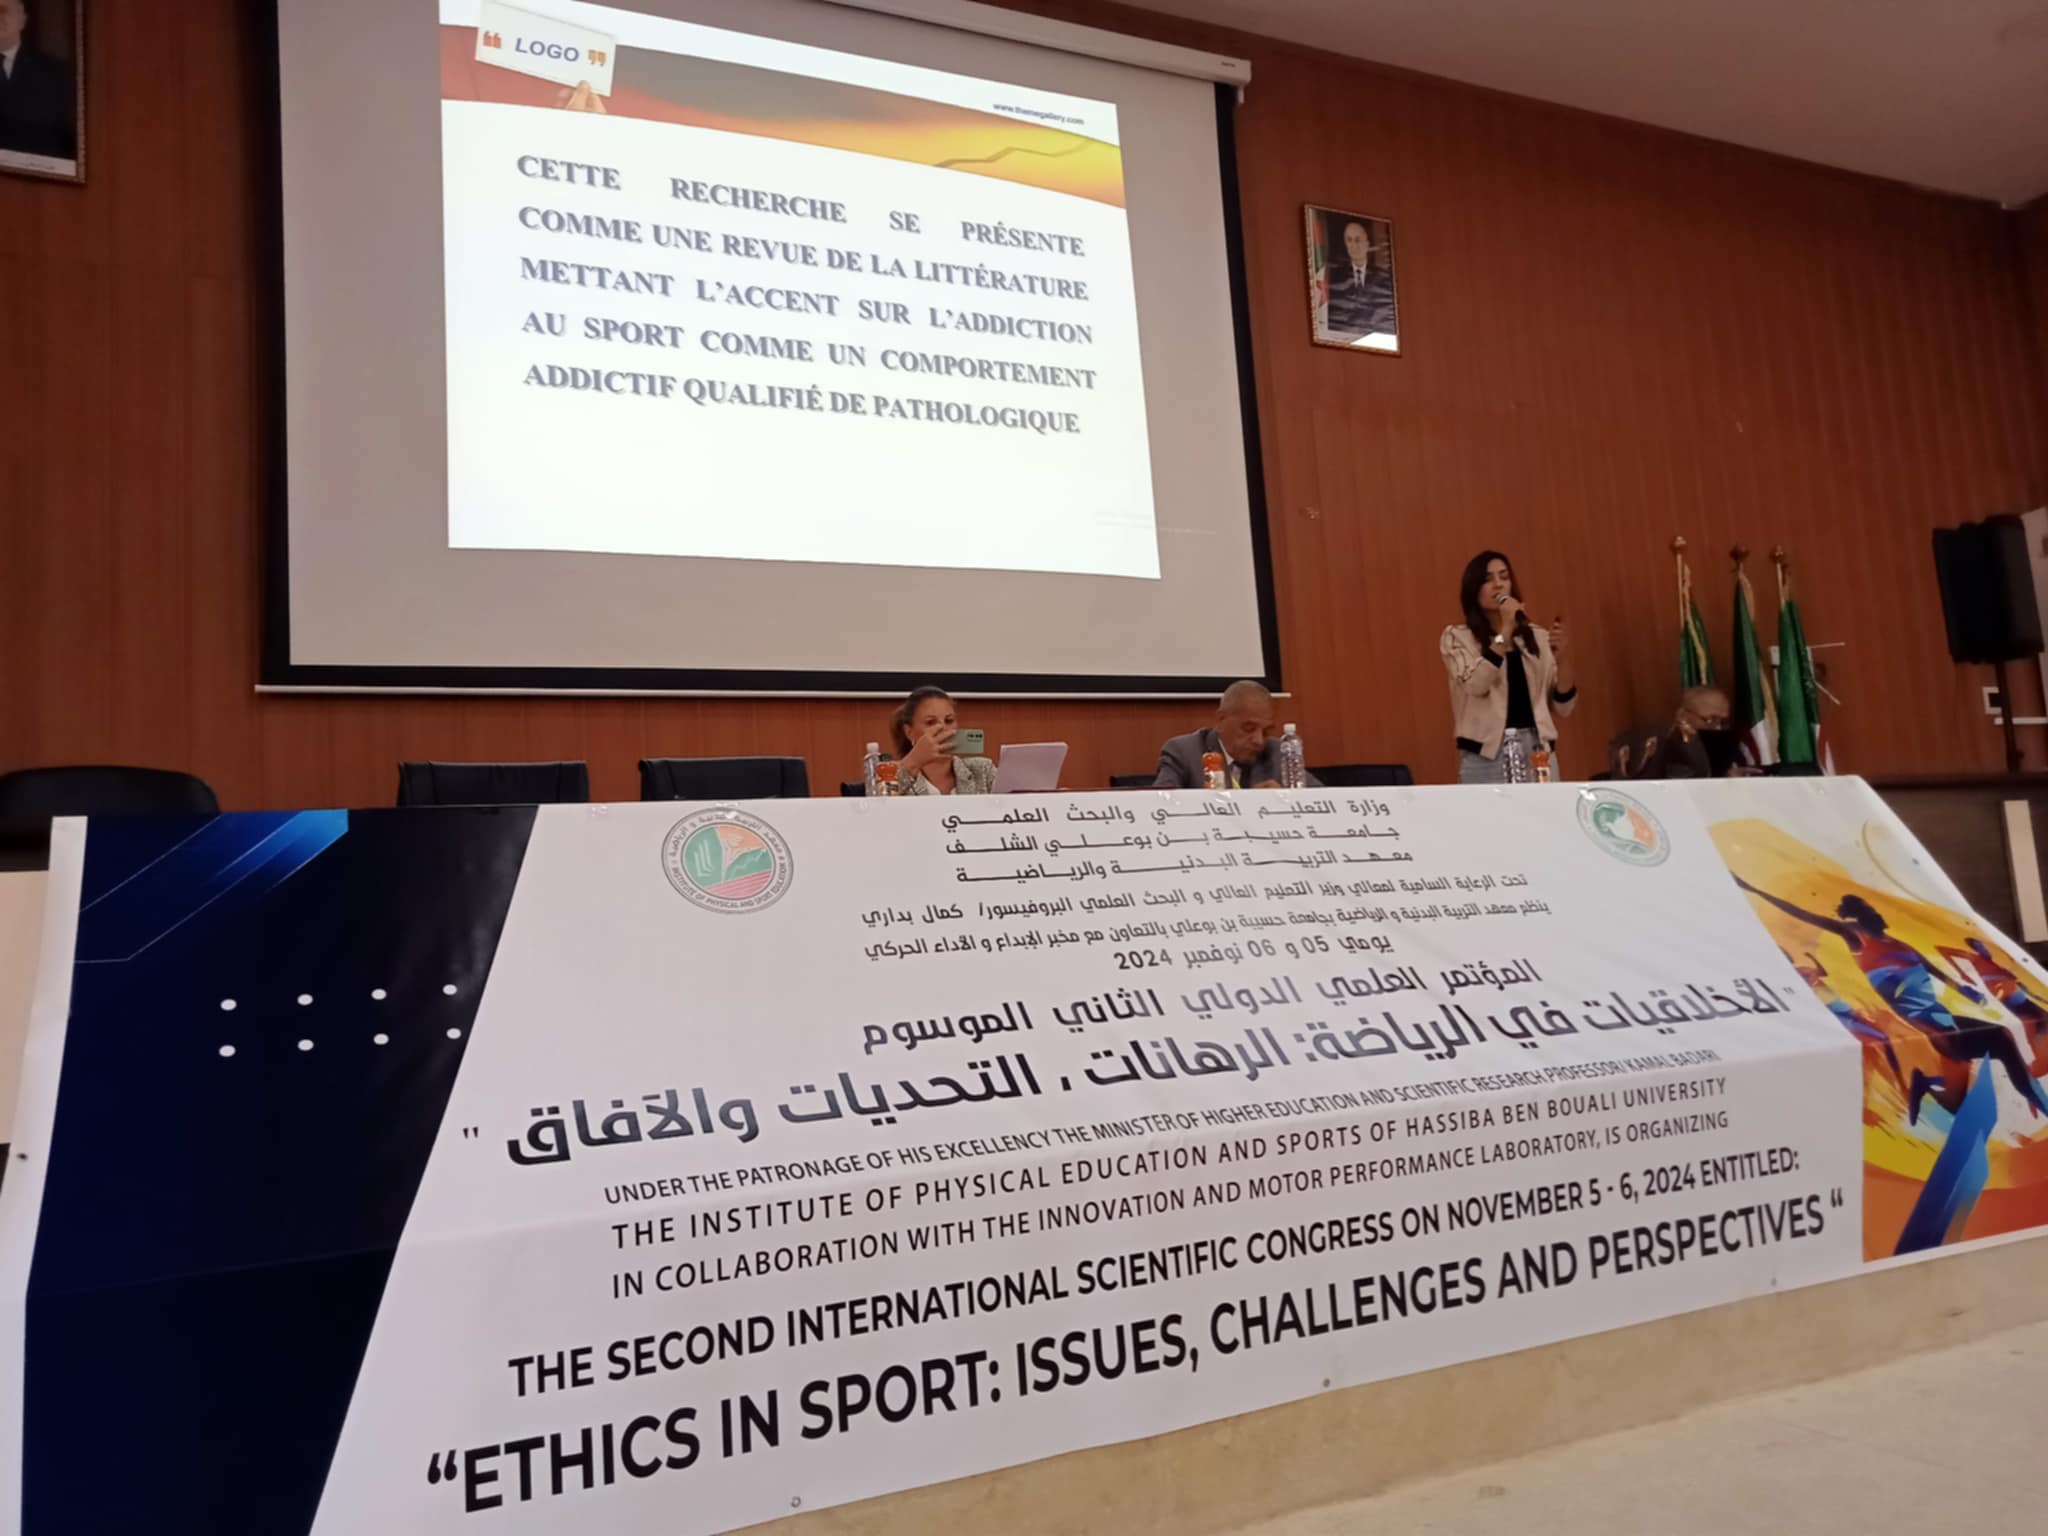 ❝ LOGO ❞
www.themegallery.com
CETTE RECHERCHE SE PRÉSENTE
COMME UNE REVUE DE LA LITTÉRATURE
METTANT L'ACCENT SUR L'ADDICTION
AU SPORT COMME UN COMPORTEMENT
ADDICTIF QUALIFIÉ DE PATHOLOGIQUE
وزارة التعليم العالي والبحث العلمي
جامعة حسيبة بن بوعلي الشلف
معهد التربية البدنية والرياضية
تحت الرعاية السامية لمعالي وزير التعليم العالي و البحث العلمي البروفيسور/ كمال بداري
ينظم معهد التربية البدنية و الرياضية بجامعة حسيبة بن بوعلي بالتعاون مع مخبر الإبداع و الأداء الحركي
يومي 05 و 06 نوفمبر 2024
المؤتمر العلمي الدولي الثاني الموسوم
"الأخلاقيات في الرياضة: الرهانات ، التحديات والآفاق "
UNDER THE PATRONAGE OF HIS EXCELLENCY THE MINISTER OF HIGHER EDUCATION AND SCIENTIFIC RESEARCH PROFESSOR/ KAMAL BADARI
THE INSTITUTE OF PHYSICAL EDUCATION AND SPORTS OF HASSIBA BEN BOUALI UNIVERSITY
IN COLLABORATION WITH THE INNOVATION AND MOTOR PERFORMANCE LABORATORY, IS ORGANIZING
THE SECOND INTERNATIONAL SCIENTIFIC CONGRESS ON NOVEMBER 5 - 6, 2024 ENTITLED:
“ETHICS IN SPORT: ISSUES, CHALLENGES AND PERSPECTIVES “